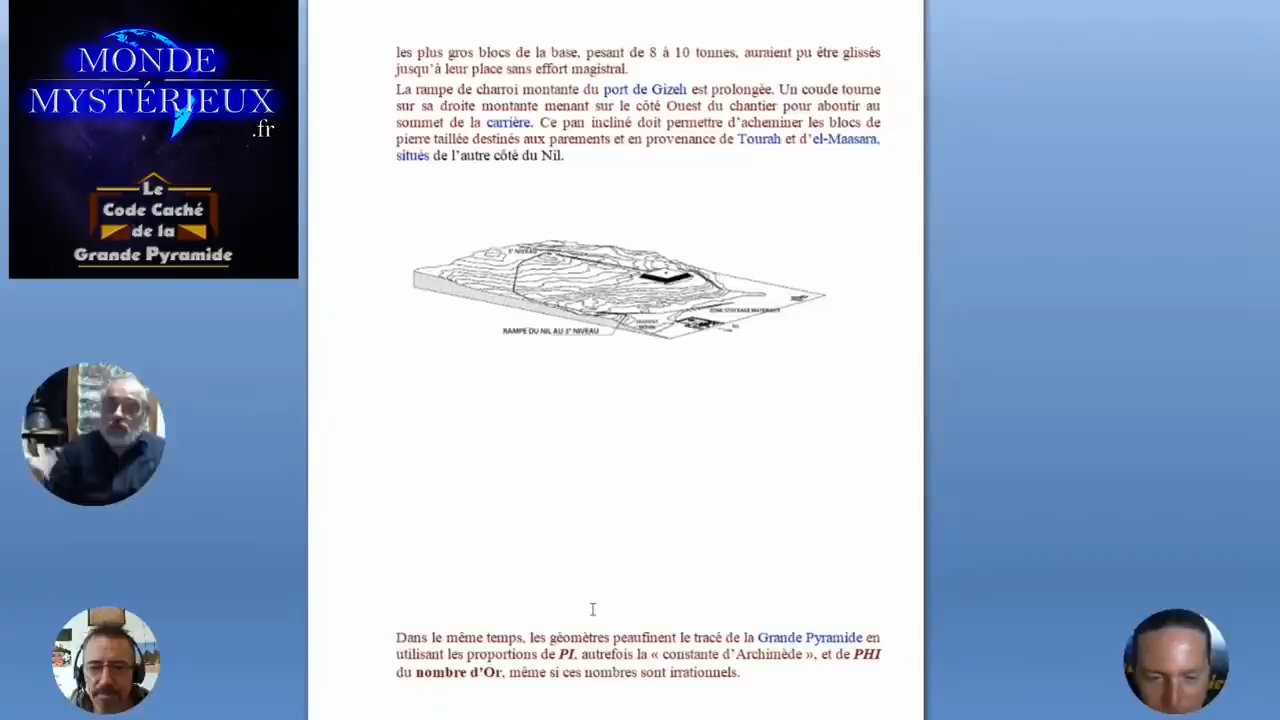 MONDE
MYSTÉRIEUX
.fr
Le
Code Caché
de la
Grande Pyramide
les plus gros blocs de la base, pesant de 8 à 10 tonnes, auraient pu être glissés
jusqu'à leur place sans effort magistral.
La rampe de charroi montante du port de Gizeh est prolongée. Un coude tourne
sur sa droite montante menant sur le côté Ouest du chantier pour aboutir au
sommet de la carrière. Ce pan incliné doit permettre d'acheminer les blocs de
pierre taillée destinés aux parements et en provenance de Tourah et d'el-Maasara,
situés de l'autre côté du Nil.
3° NIVEAU
ZONE STOCKAGE MATERIAUX
RAMPE DU NIL AU 3° NIVEAU
Dans le même temps, les géomètres peaufinent le tracé de la Grande Pyramide en
utilisant les proportions de PI, autrefois la « constante d'Archimède », et de PHI
du nombre d'Or, même si ces nombres sont irrationnels.